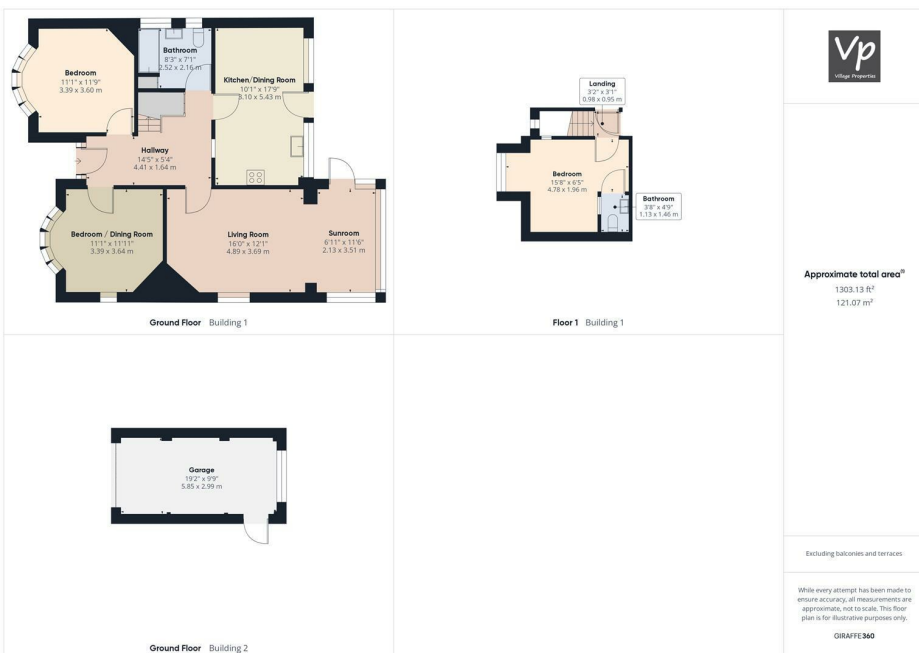 Bedroom
11'1" x 11'9"
3.39 x 3.60 m
Bathroom
8'3" x 7'1"
2.52 x 2.16 m
Kitchen/Dining Room
10'1" x 17'9"
3.10 x 5.43 m
Hallway
14'5" x 5'4"
4.41 x 1.64 m
Bedroom / Dining Room
11'1" x 11'11"
3.39 x 3.64 m
Living Room
16'0" x 12'1"
4.89 x 3.69 m
Sunroom
6'11" x 11'6"
2.13 x 3.51 m
Ground Floor Building 1
Landing
3'2" x 3'1"
0.98 x 0.95 m
Bedroom
15'8" x 6'5"
4.78 x 1.96 m
Bathroom
3'8" x 4'9"
1.13 x 1.46 m
Floor 1 Building 1
Garage
19'2" x 9'9"
5.85 x 2.99 m
Ground Floor Building 2
Vp
Village Properties
Approximate total area⁽¹⁾
1303.13 ft²
121.07 m²
Excluding balconies and terraces
While every attempt has been made to
ensure accuracy, all measurements are
approximate, not to scale. This floor
plan is for illustrative purposes only.
GIRAFFE360